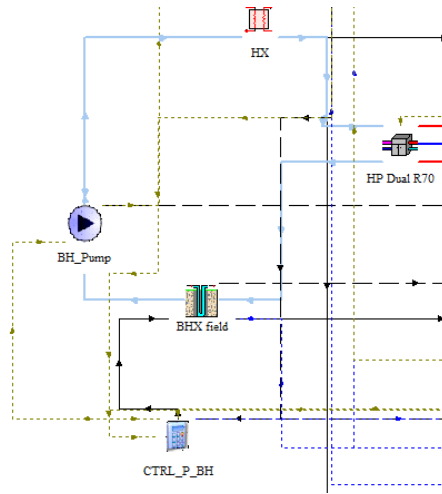 HX
HP Dual R70
BH_Pump
BHX field
CTRL_P_BH